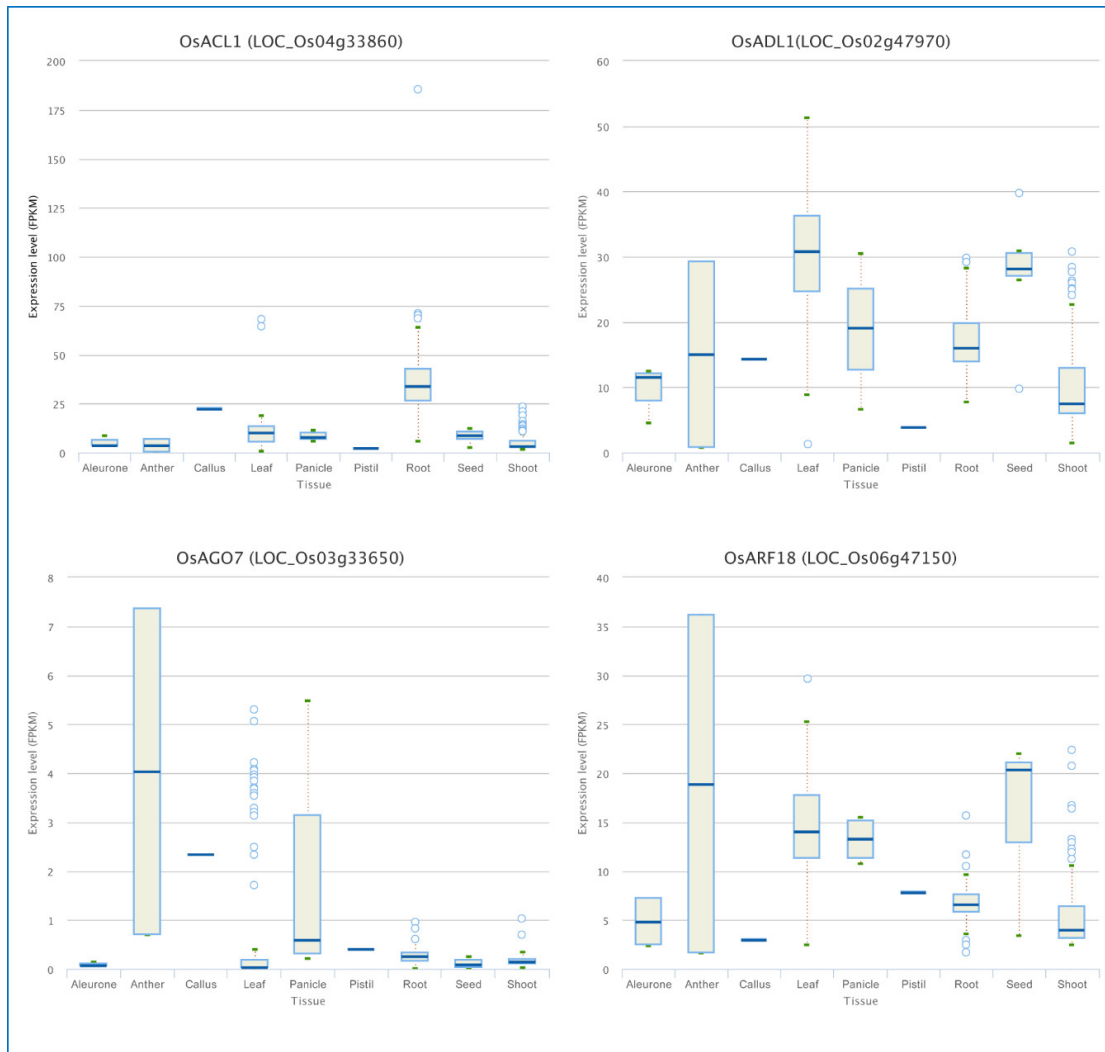 OsACL1 (LOC_Os04g33860)
200
175
150
125
100
75
50
25
0
Expression level (FPKM)
Aleurone Anther Callus Leaf Panicle Pistil Root Seed Shoot
Tissue
OsADL1(LOC_Os02g47970)
60
50
40
30
20
10
0
Expression level (FPKM)
Aleurone Anther Callus Leaf Panicle Pistil Root Seed Shoot
Tissue
OsAGO7 (LOC_Os03g33650)
8
7
6
5
4
3
2
1
0
Expression level (FPKM)
Aleurone Anther Callus Leaf Panicle Pistil Root Seed Shoot
Tissue
OsARF18 (LOC_Os06g47150)
40
35
30
25
20
15
10
5
0
Expression level (FPKM)
Aleurone Anther Callus Leaf Panicle Pistil Root Seed Shoot
Tissue